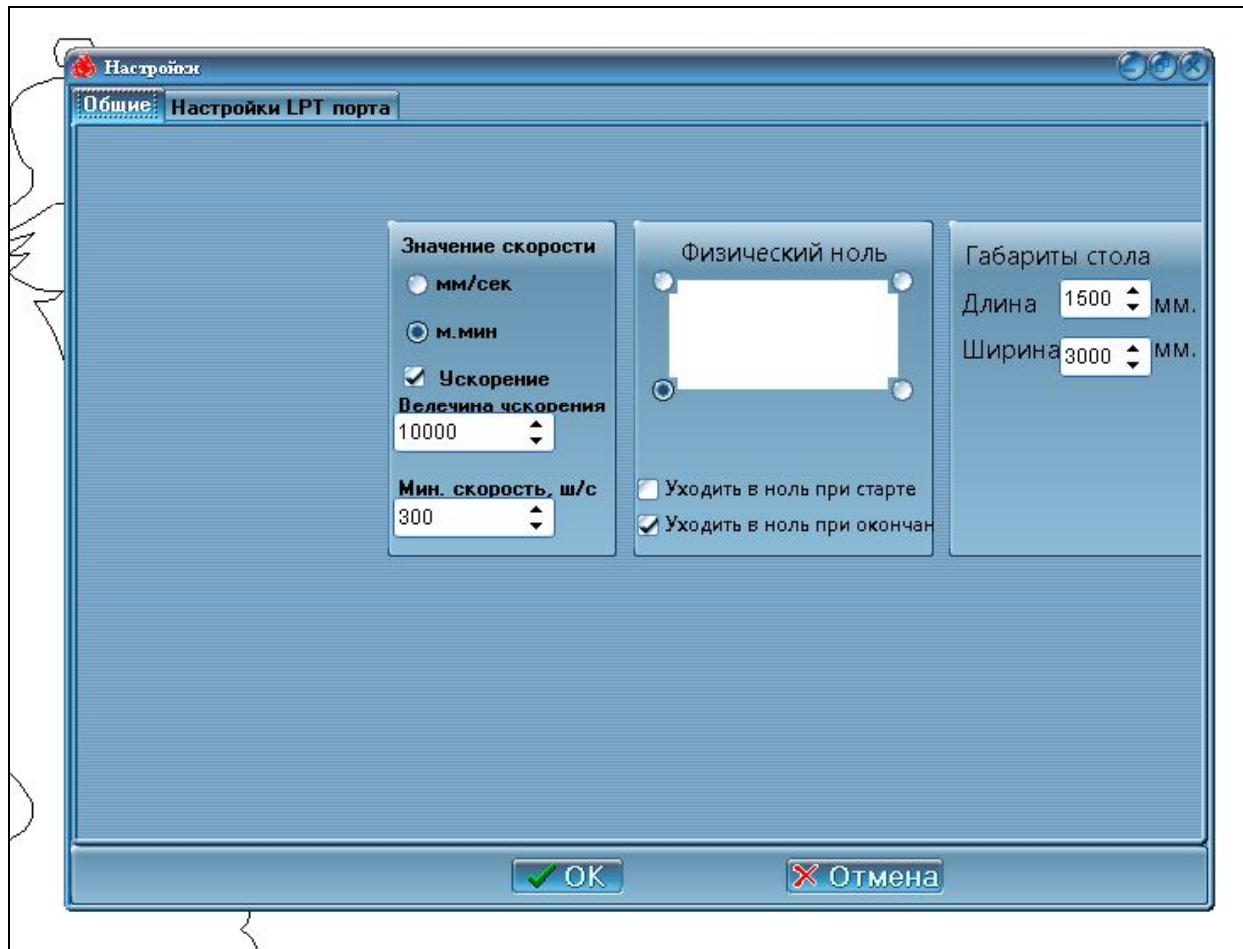 Настройки
Общие
Настройки LPT порта
Значение скорости
мм/сек
м.мин
Ускорение
Велечина ускорения
10000
Мин. скорость, ш/с
300
Физический ноль
Уходить в ноль при старте
Уходить в ноль при окончан
Габариты стола
Длина 1500 мм.
Ширина 3000 мм.
OK
Отмена